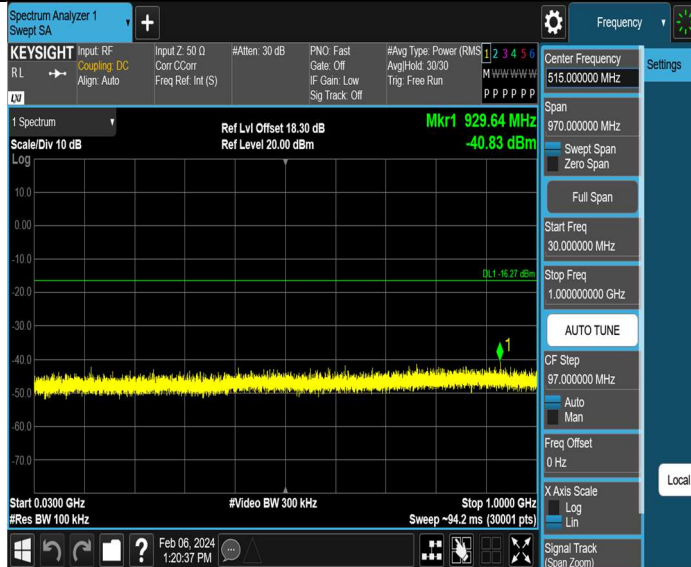 Spectrum Analyzer 1
Swept SA
+
Frequency
KEYSIGHT
RL
LXI
Input: RF
Coupling: DC
Align: Auto
Input Z: 50 Ω
Corr CCorr
Freq Ref: Int (S)
#Atten: 30 dB
PNO: Fast
Gate: Off
IF Gain: Low
Sig Track: Off
#Avg Type: Power (RMS
Avg|Hold: 30/30
Trig: Free Run
1 2 3 4 5 6
M W W W W W
P P P P P P
1 Spectrum
Scale/Div 10 dB
Log
Ref Lvl Offset 18.30 dB
Ref Level 20.00 dBm
Mkr1 929.64 MHz
-40.83 dBm
10.0
0.00
-10.0
-20.0
-30.0
-40.0
-50.0
-60.0
-70.0
DL1 -16.27 dBm
1
Start 0.0300 GHz
#Res BW 100 kHz
#Video BW 300 kHz
Stop 1.0000 GHz
Sweep ~94.2 ms (30001 pts)
Feb 06, 2024
1:20:37 PM
?
Center Frequency
515.000000 MHz
Span
970.000000 MHz
Swept Span
Zero Span
Full Span
Start Freq
30.000000 MHz
Stop Freq
1.000000000 GHz
AUTO TUNE
CF Step
97.000000 MHz
Auto
Man
Freq Offset
0 Hz
X Axis Scale
Log
Lin
Signal Track
(Span Zoom)
Settings
Local